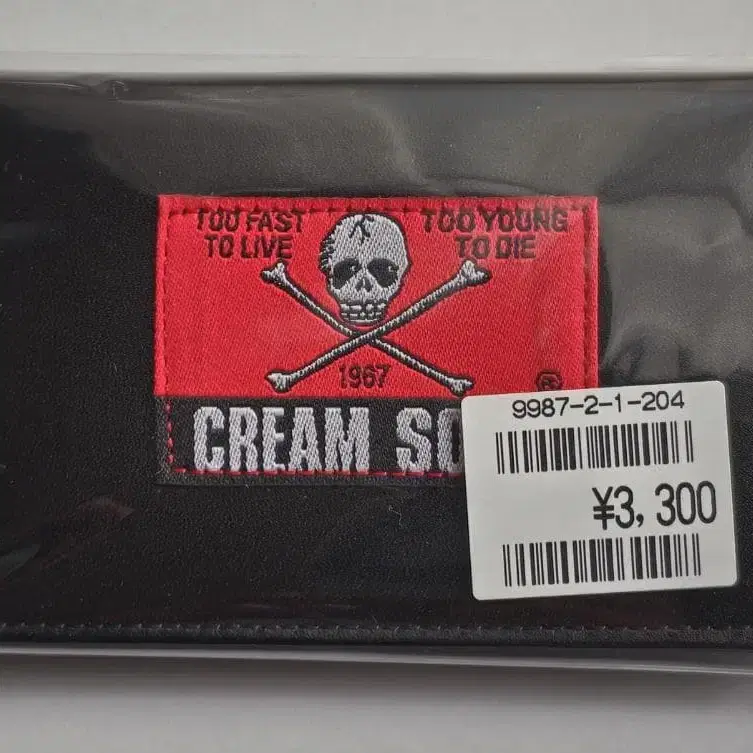 TOO FAST
TO LIVE
TOO YOUNG
TO DIE
1967
®
CREAM SO
9987-2-1-204
¥3,300